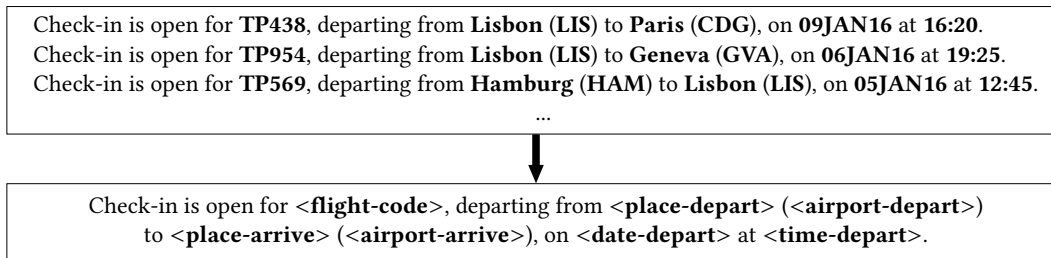 Check-in is open for TP438, departing from Lisbon (LIS) to Paris (CDG), on 09JAN16 at 16:20.
Check-in is open for TP954, departing from Lisbon (LIS) to Geneva (GVA), on 06JAN16 at 19:25.
Check-in is open for TP569, departing from Hamburg (HAM) to Lisbon (LIS), on 05JAN16 at 12:45.
...
Check-in is open for <flight-code>, departing from <place-depart> (<airport-depart>)
to <place-arrive> (<airport-arrive>), on <date-depart> at <time-depart>.